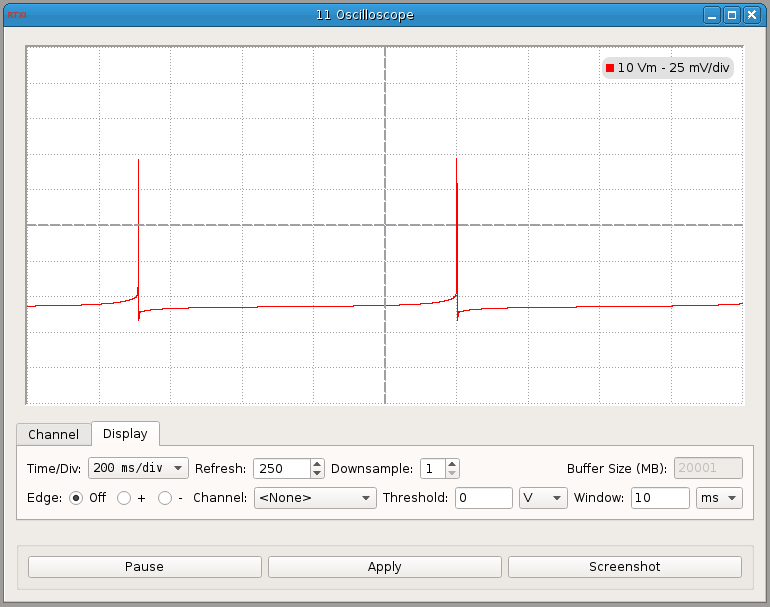 RTXI
11 Oscilloscope
10 Vm - 25 mV/div
Channel
Display
Time/Div: 200 ms/div Refresh: 250 Downsample: 1 Buffer Size (MB): 20001
Edge: Off + - Channel: <None> Threshold: 0 V Window: 10 ms
Pause Apply Screenshot